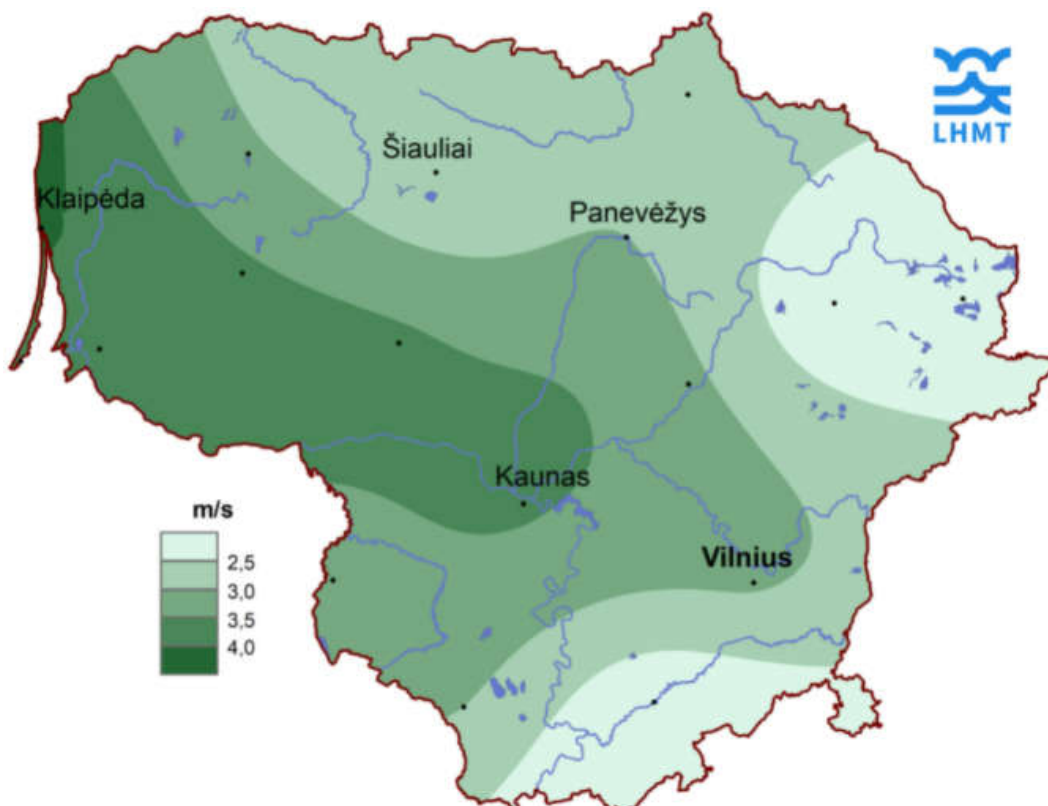 LHMT
Šiauliai
Klaipėda
Panevėžys
Kaunas
m/s
Vilnius
2,5
3,0
3,5
4,0